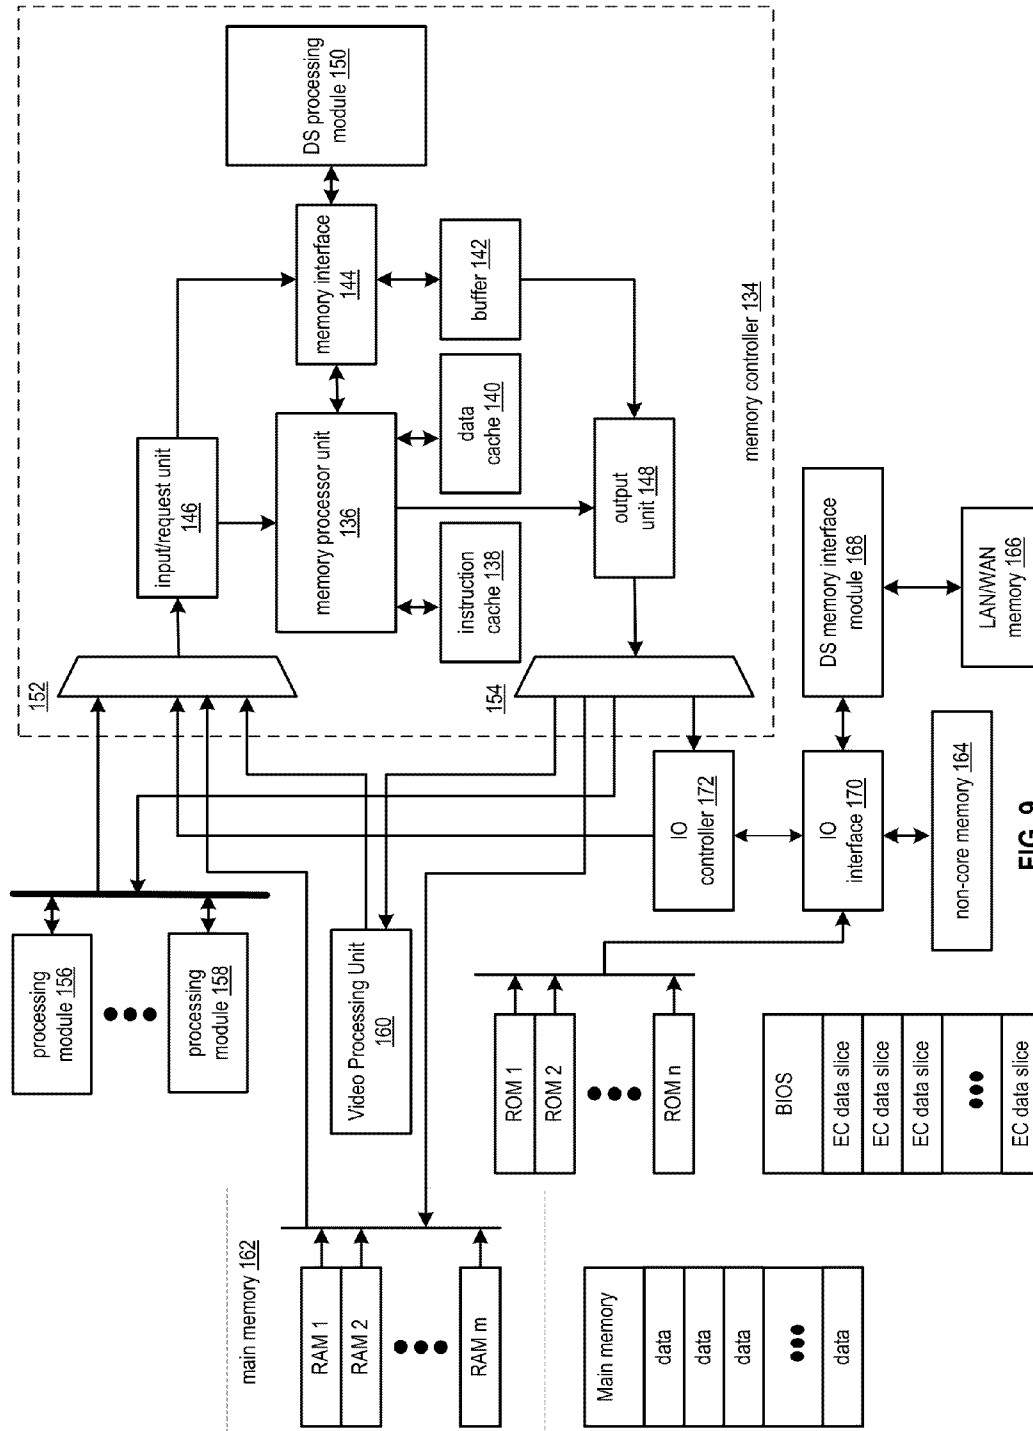 DS processing
module 150
memory interface
144
buffer 142
input/request unit
146
memory processor unit
136
data
cache 140
instruction
cache 138
output
unit 148
memory controller 134
152
154
DS memory interface
module 168
LAN/WAN
memory 166
IO
controller 172
IO
interface 170
non-core memory 164
processing
module 156
processing
module 158
Video Processing Unit
160
ROM 1
ROM 2
ROM n
BIOS
EC data slice
EC data slice
EC data slice
EC data slice
main memory 162
RAM 1
RAM 2
RAM m
Main memory
data
data
data
data
FIG. 9